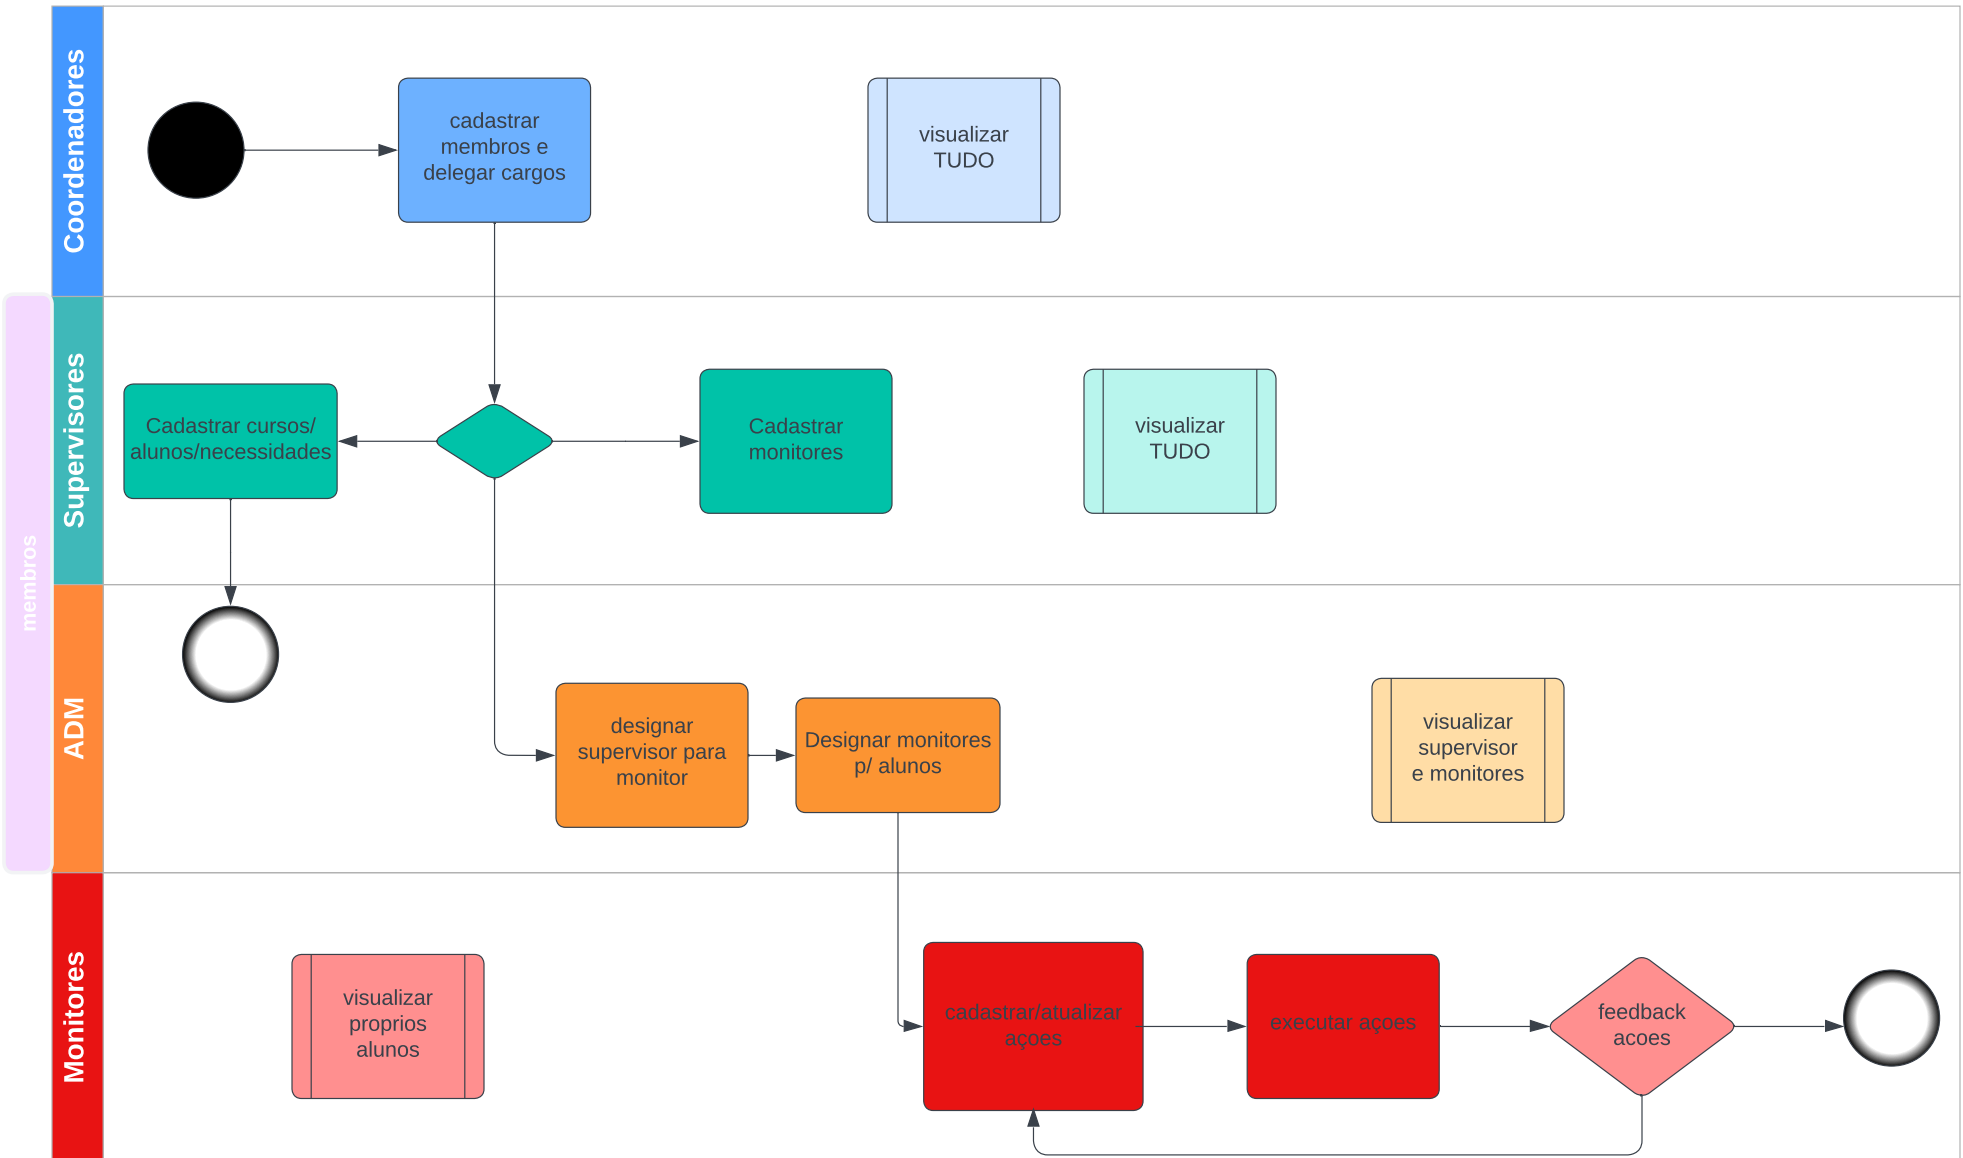 Coordenadores
cadastrar
membros e
delegar cargos
visualizar
TUDO
membros
Supervisores
Cadastrar cursos/
alunos/necessidades
Cadastrar
monitores
visualizar
TUDO
ADM
designar
supervisor para
monitor
Designar monitores
p/ alunos
visualizar
supervisor
e monitores
Monitores
visualizar
proprios
alunos
cadastrar/atualizar
açoes
executar açoes
feedback
acoes